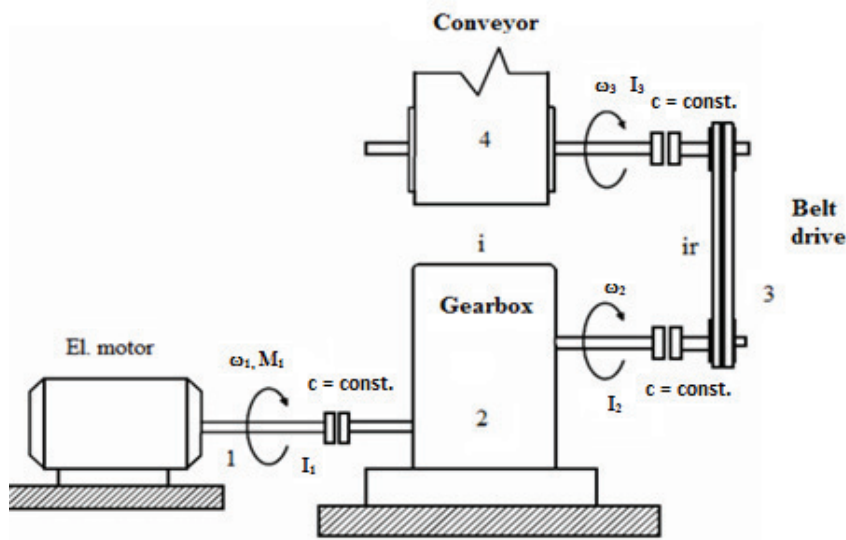 Conveyor
ω₃ I₃
c = const.
4
Belt
drive
i
ir
3
Gearbox
ω₂
El. motor
ω₁, M₁
c = const.
c = const.
I₂
2
1
I₁